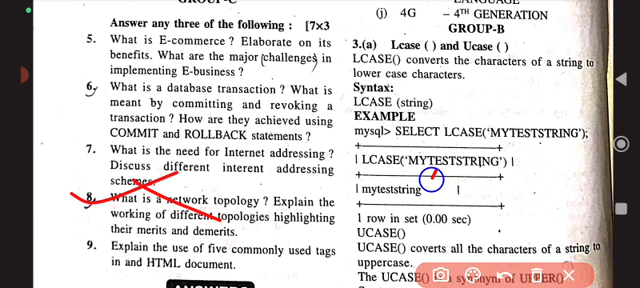 Answer any three of the following : [7×3
5. What is E-commerce ? Elaborate on its
benefits. What are the major challenges in
implementing E-business ?
6. What is a database transaction ? What is
meant by committing and revoking a
transaction ? How are they achieved using
COMMIT and ROLLBACK statements ?
7. What is the need for Internet addressing ?
Discuss different interent addressing
schemes.
8. What is a network topology ? Explain the
working of different topologies highlighting
their merits and demerits.
9. Explain the use of five commonly used tags
in and HTML document.
(j) 4G – 4TH GENERATION
GROUP-B
3.(a) Lcase ( ) and Ucase ( )
LCASE() converts the characters of a string to
lower case characters.
Syntax:
LCASE (string)
EXAMPLE
mysql> SELECT LCASE('MYTESTSTRING');
+ +
| LCASE('MYTESTSTRING') |
+ +
| myteststring |
+ +
1 row in set (0.00 sec)
UCASE()
UCASE() coverts all the characters of a string to
uppercase.
The UCASE() synonym of UPPER()